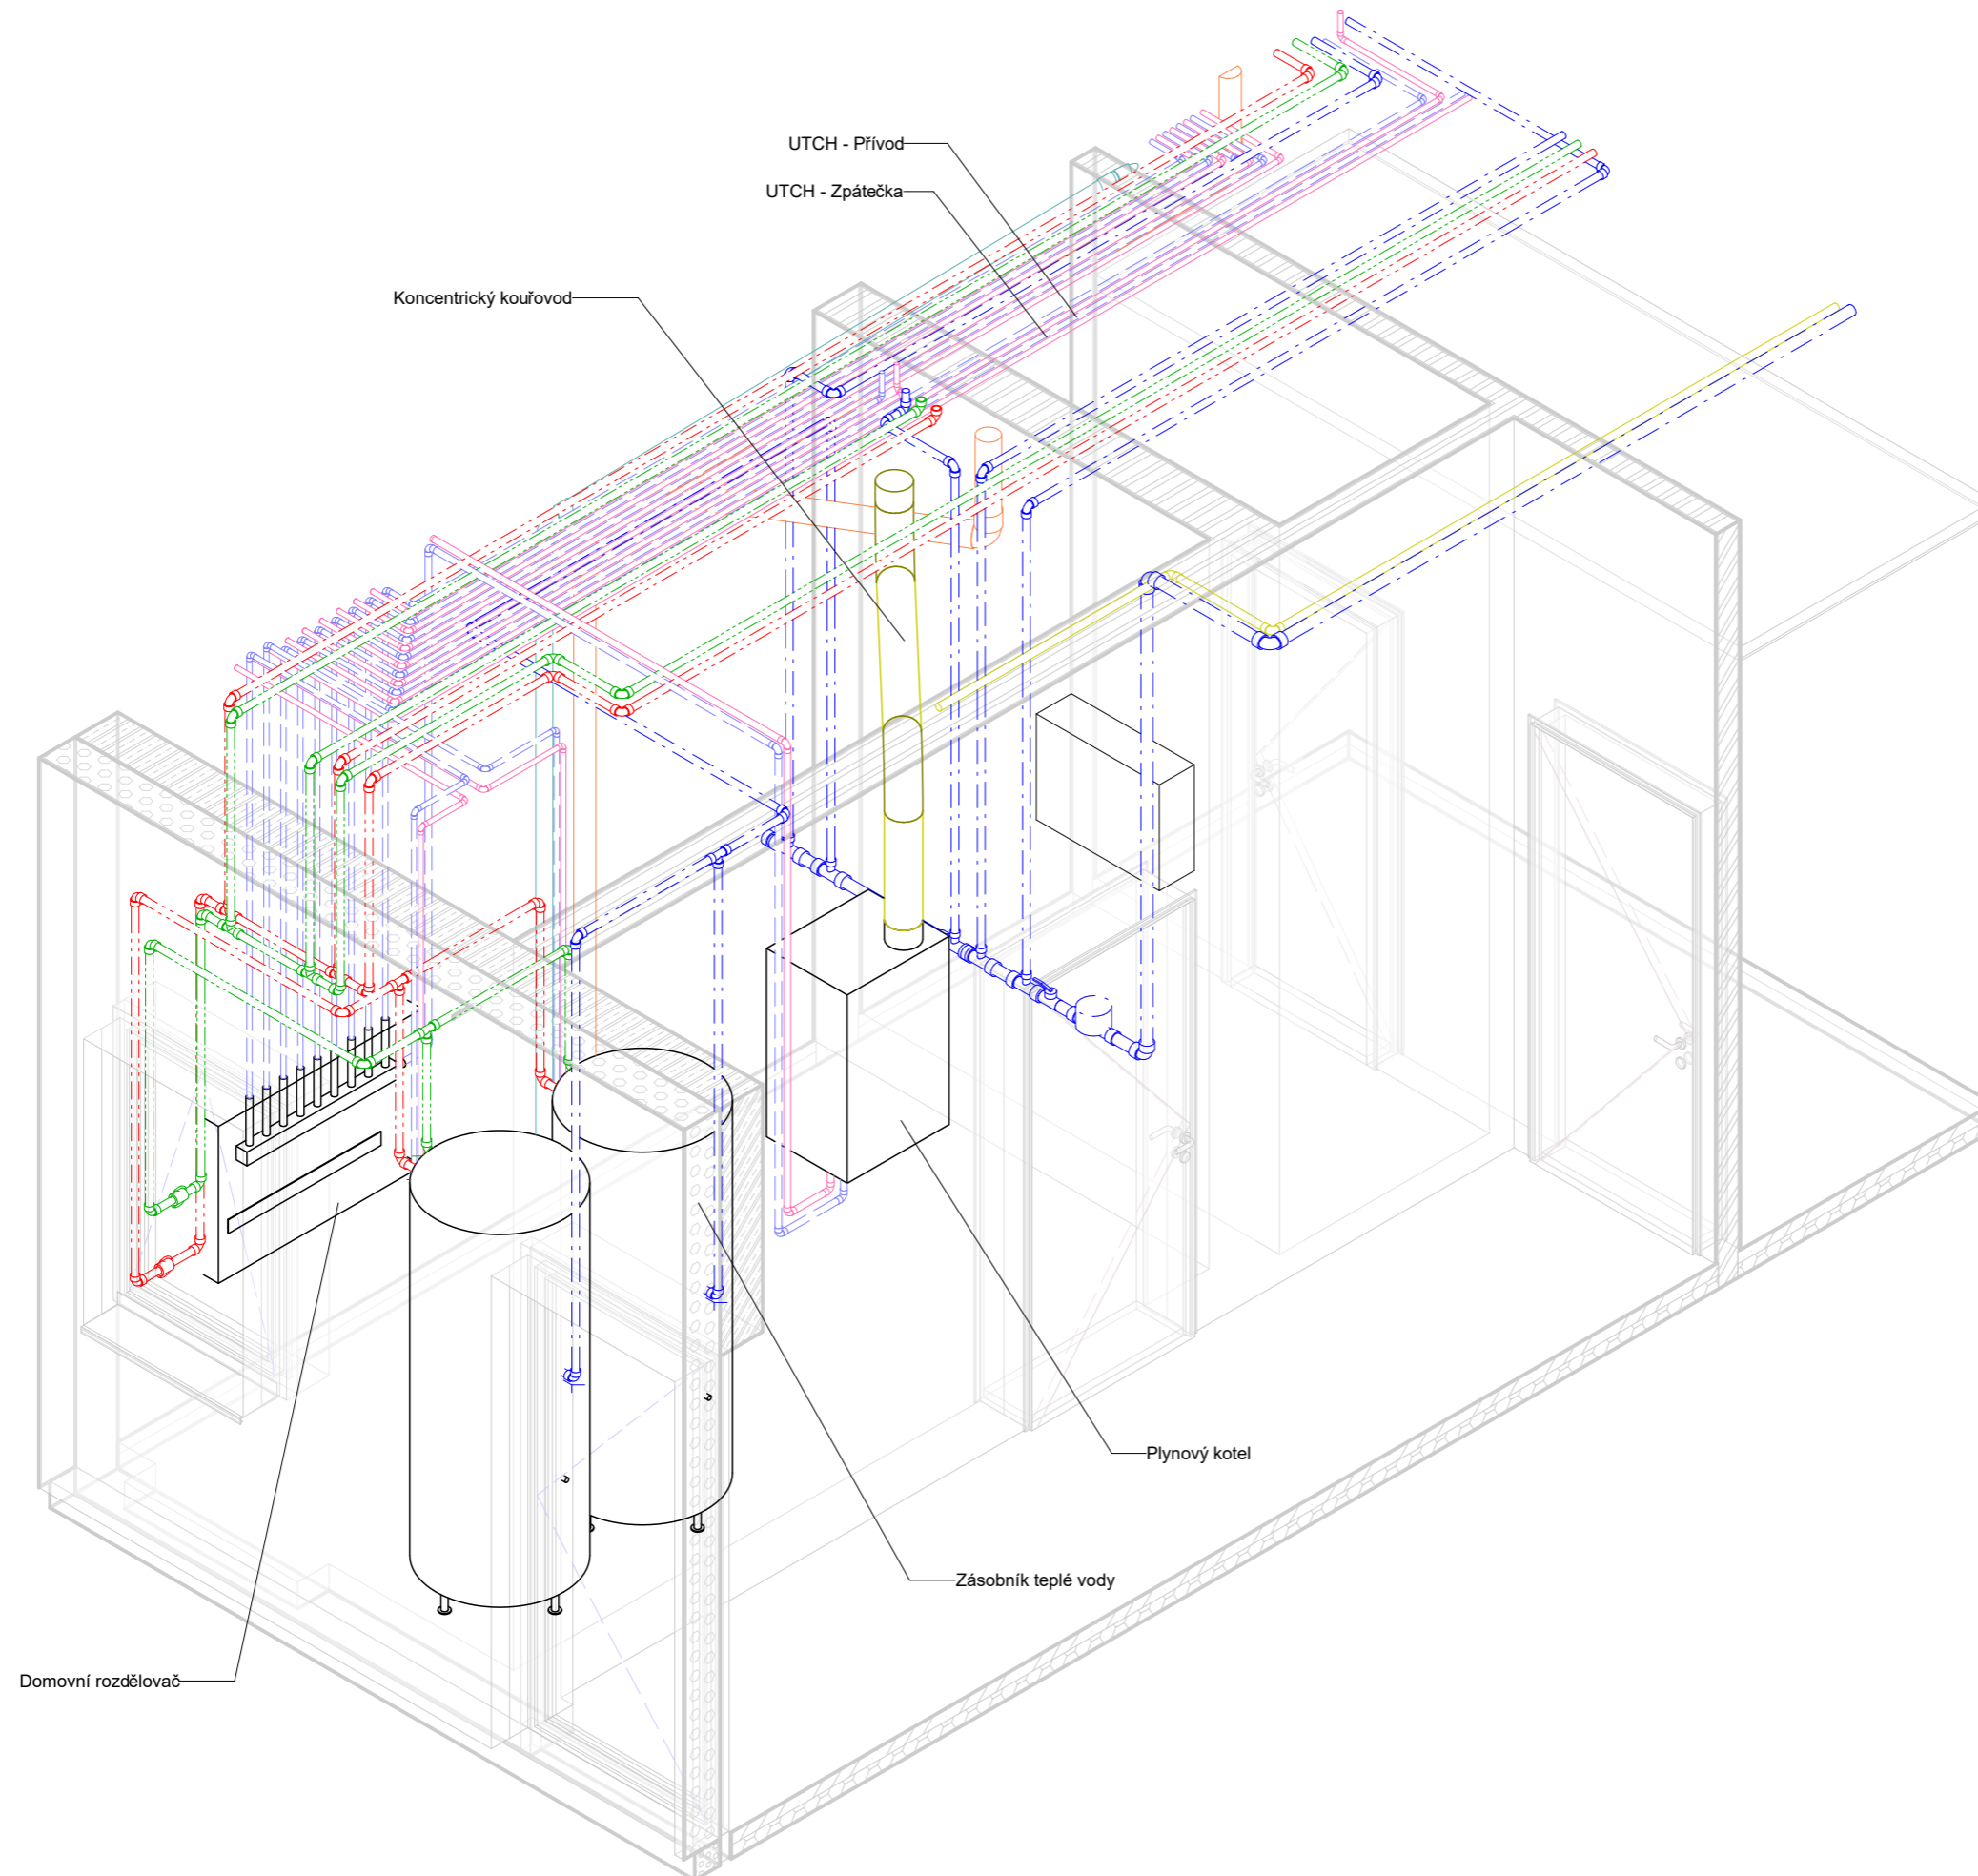 UTCH - Přívod
UTCH - Zpátečka
Koncentrický kouřovod
Plynový kotel
Zásobník teplé vody
Domovní rozdělovač